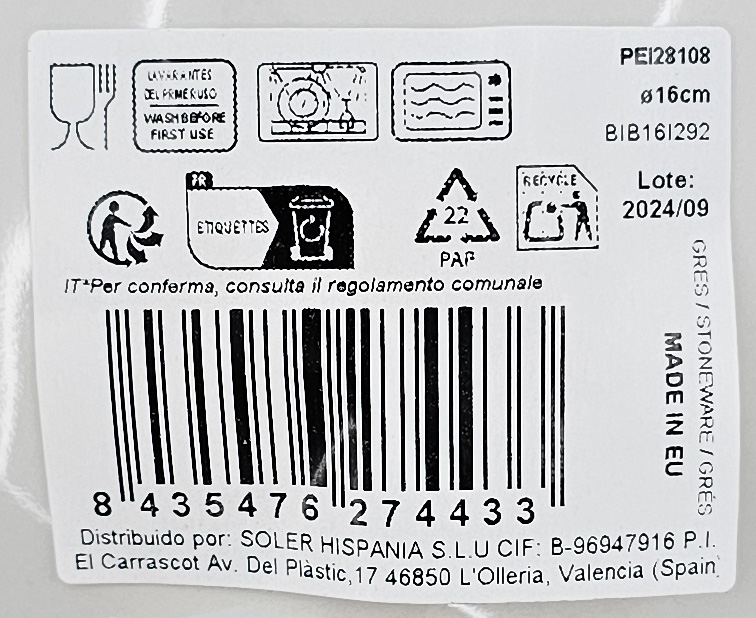 PEI28108
ø16cm
BIB16I292
LAVAR ANTES
DEL PRIMER USO
WASH BEFORE
FIRST USE
Lote:
2024/09
FR
ETIQUETTES
22
PAP
RECYCLE
IT*Per conferma, consulta il regolamento comunale
GRES / STONEWARE / GRÈS
MADE IN EU
8 435476 274433
Distribuido por: SOLER HISPANIA S.L.U CIF: B-96947916 P.I.
El Carrascot Av. Del Plàstic,17 46850 L'Olleria, Valencia (Spain)